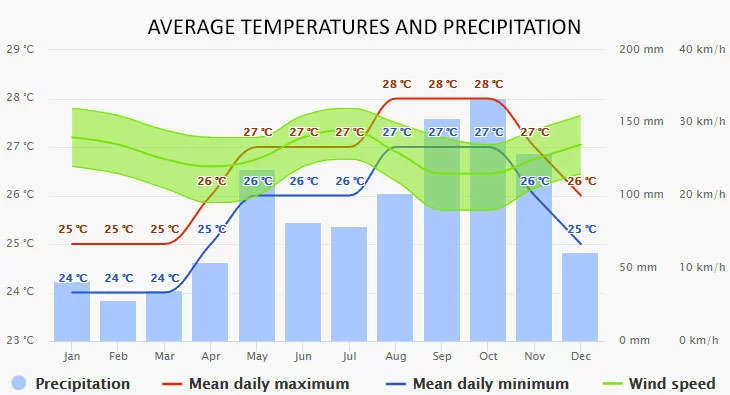 AVERAGE TEMPERATURES AND PRECIPITATION
29 °C 200 mm 40 km/h
28 °C 28 °C 28 °C
28 °C
27 °C 27 °C 27 °C 27 °C 27 °C 27 °C 27 °C 150 mm 30 km/h
27 °C
26 °C 26 °C 26 °C 26 °C 26 °C 26 °C
26 °C 100 mm 20 km/h
25 °C 25 °C 25 °C 25 °C 25 °C
25 °C 50 mm 10 km/h
24 °C 24 °C 24 °C
24 °C
23 °C 0 mm 0 km/h
Jan Feb Mar Apr May Jun Jul Aug Sep Oct Nov Dec
Precipitation Mean daily maximum Mean daily minimum Wind speed